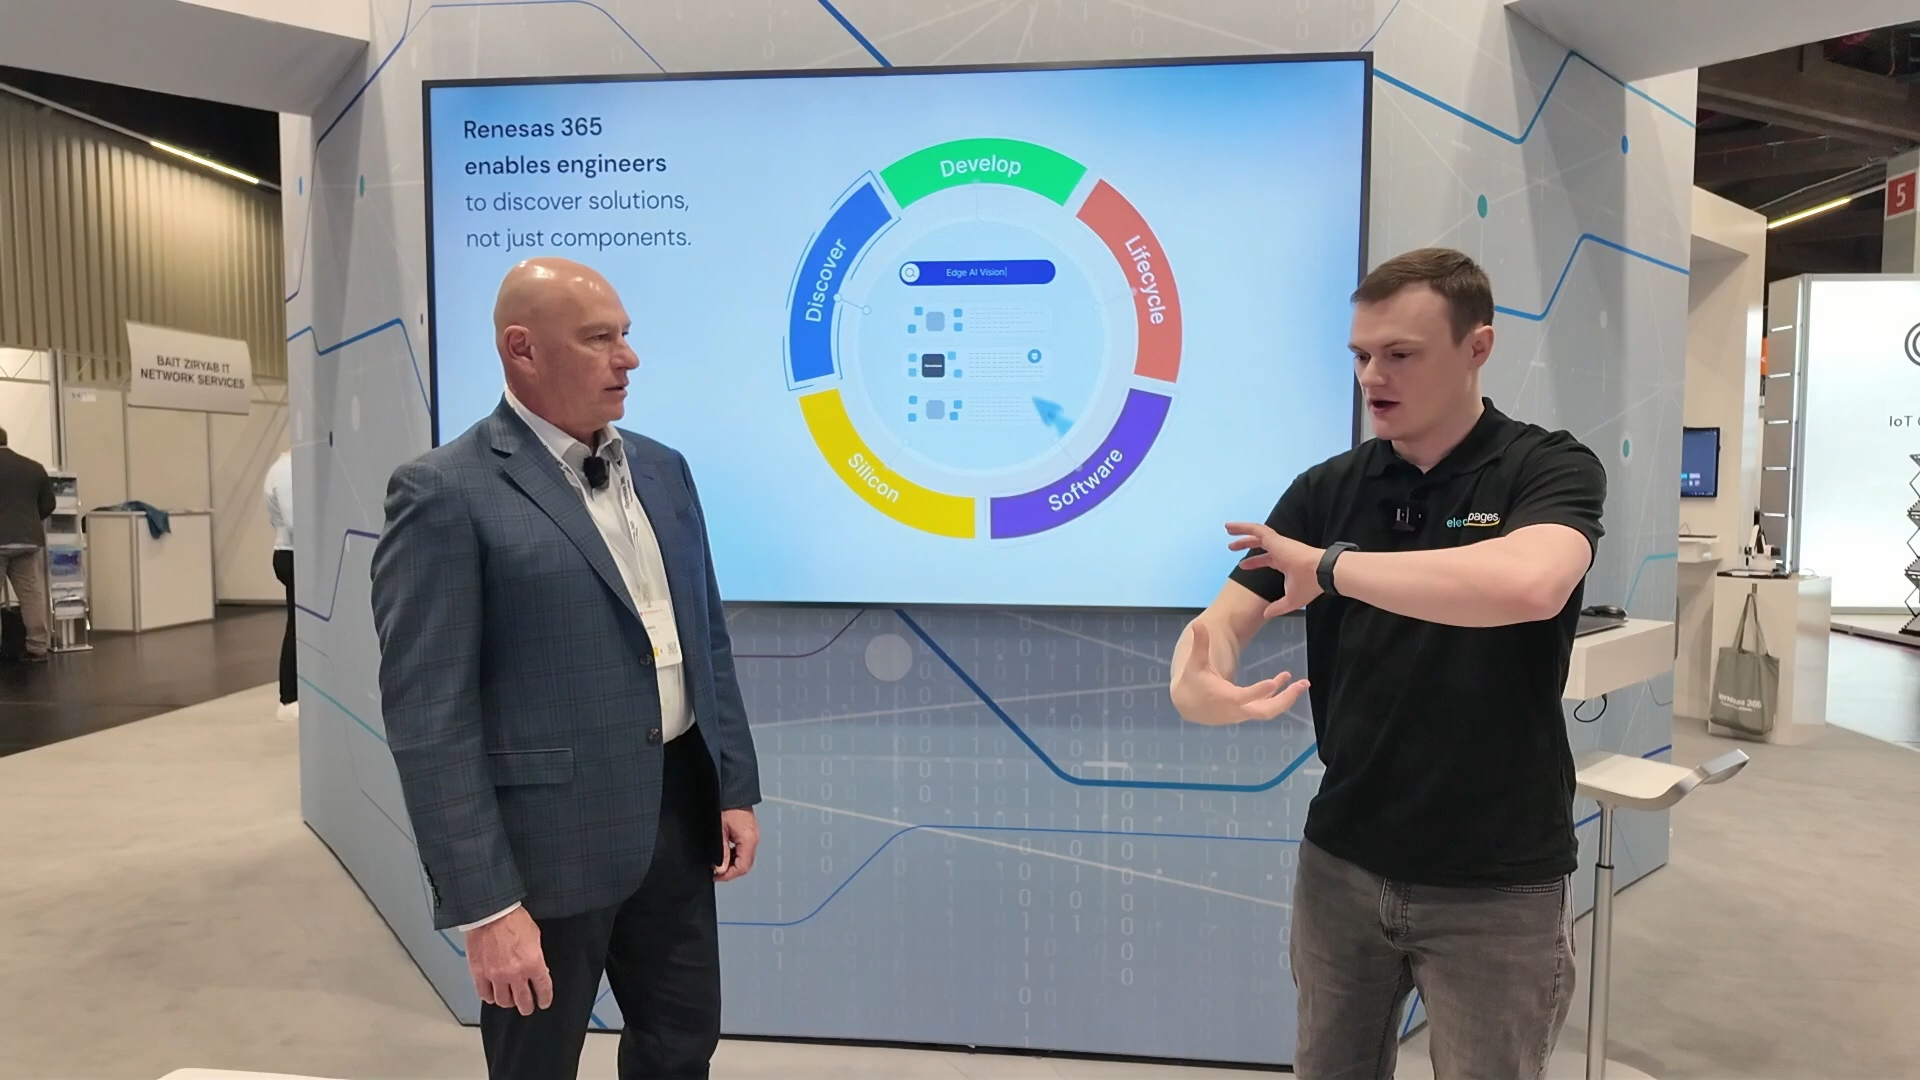 Renesas 365
enables engineers
to discover solutions,
not just components.
Develop
Discover
Lifecycle
Edge AI Vision
Silicon
Software
BAIT ZIRYAB IT
NETWORK SERVICES
5
IoT
pages